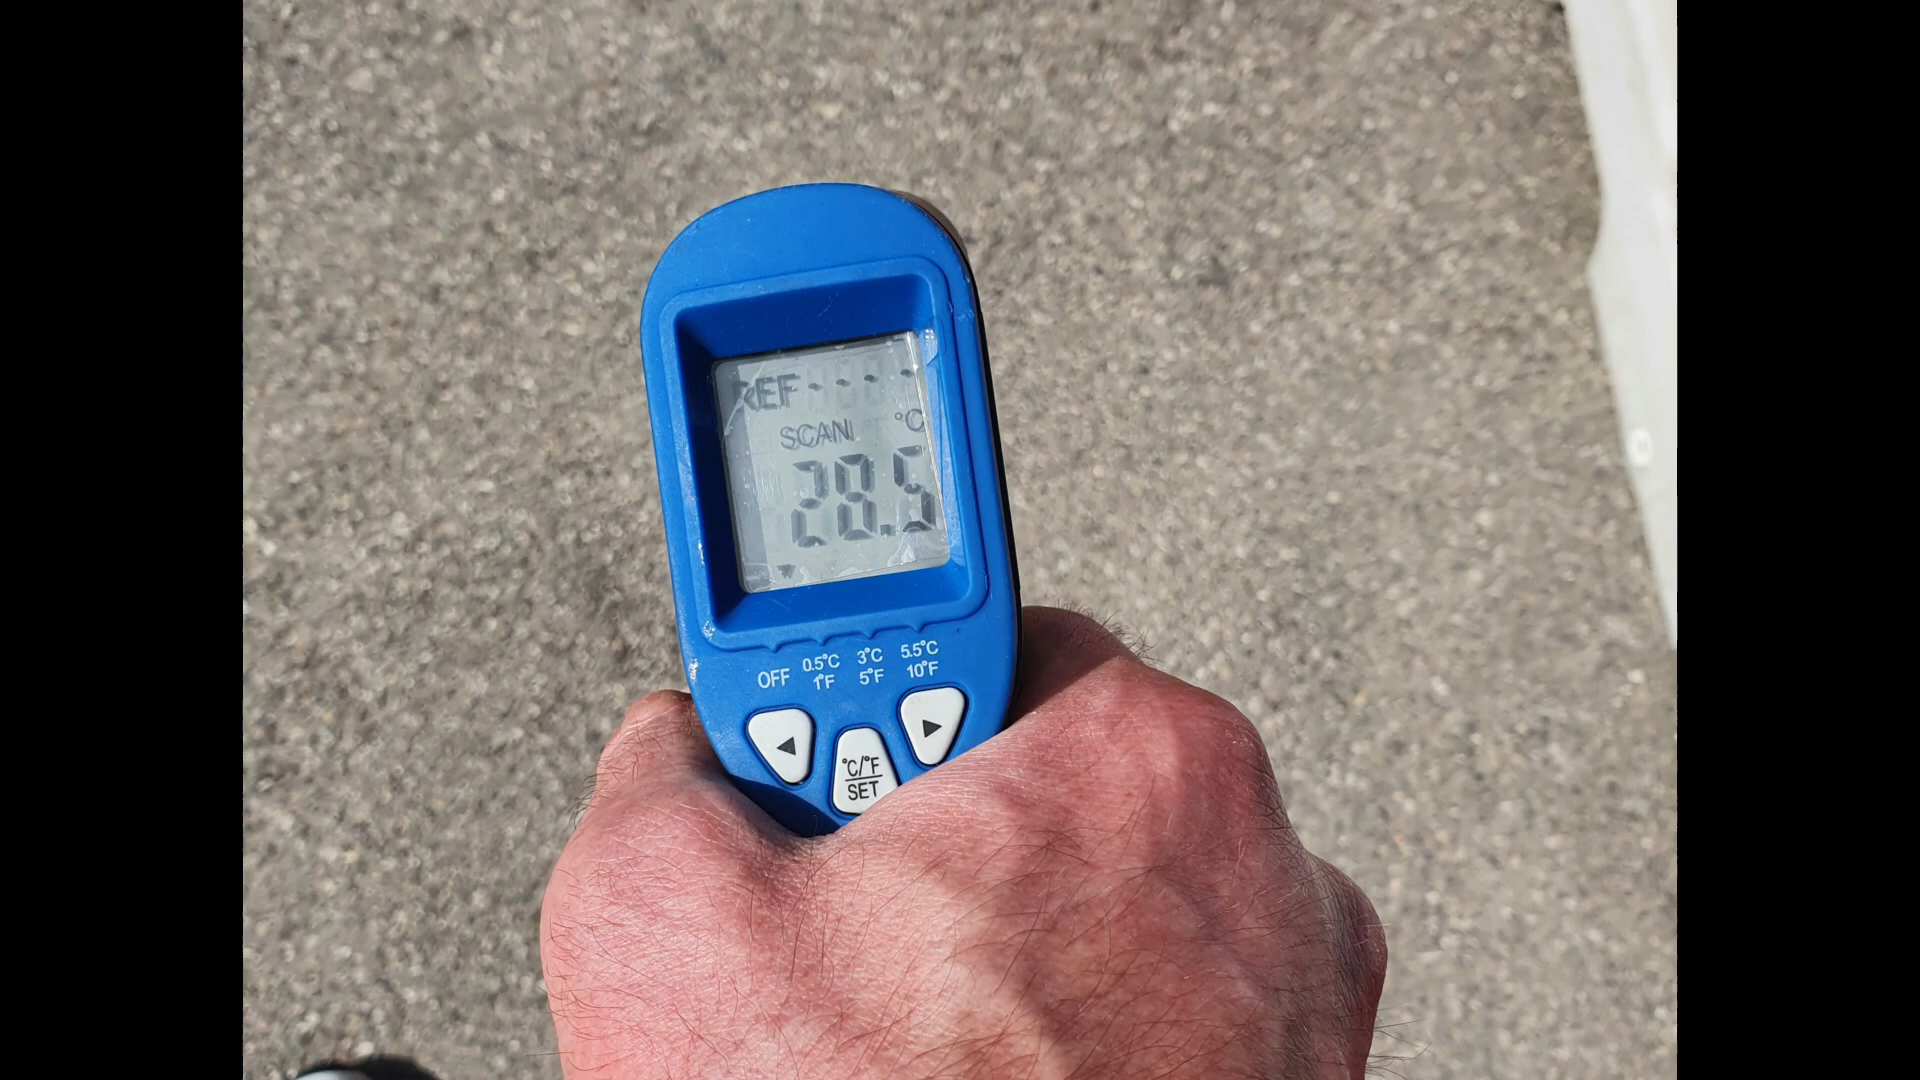 REF ----
SCAN °C
28.5
OFF 0.5°C 3°C 5.5°C
1°F 5°F 10°F
°C/°F
SET